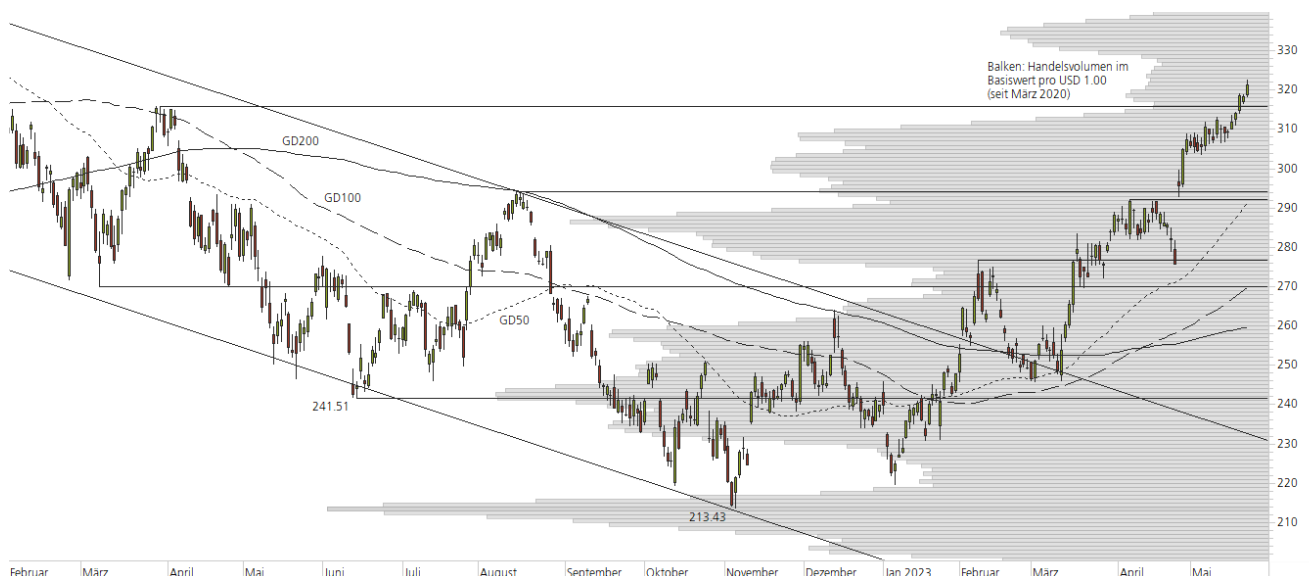 330
Balken: Handelsvolumen im
Basiswert pro USD 1.00
(seit März 2020)
320
310
GD200
300
GD100
290
280
270
GD50
260
250
241.51
240
230
220
213.43
210
Februar März April Mai Juni Juli August September Oktober November Dezember Jan 2023 Februar März April Mai